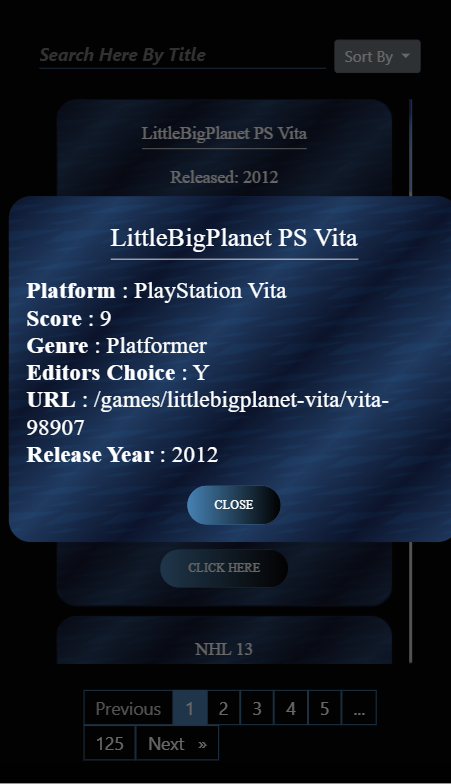 Search Here By Title
Sort By
LittleBigPlanet PS Vita
Released: 2012
LittleBigPlanet PS Vita
Platform : PlayStation Vita
Score : 9
Genre : Platformer
Editors Choice : Y
URL : /games/littlebigplanet-vita/vita-
98907
Release Year : 2012
CLOSE
CLICK HERE
NHL 13
Previous 1 2 3 4 5 ...
125 Next »